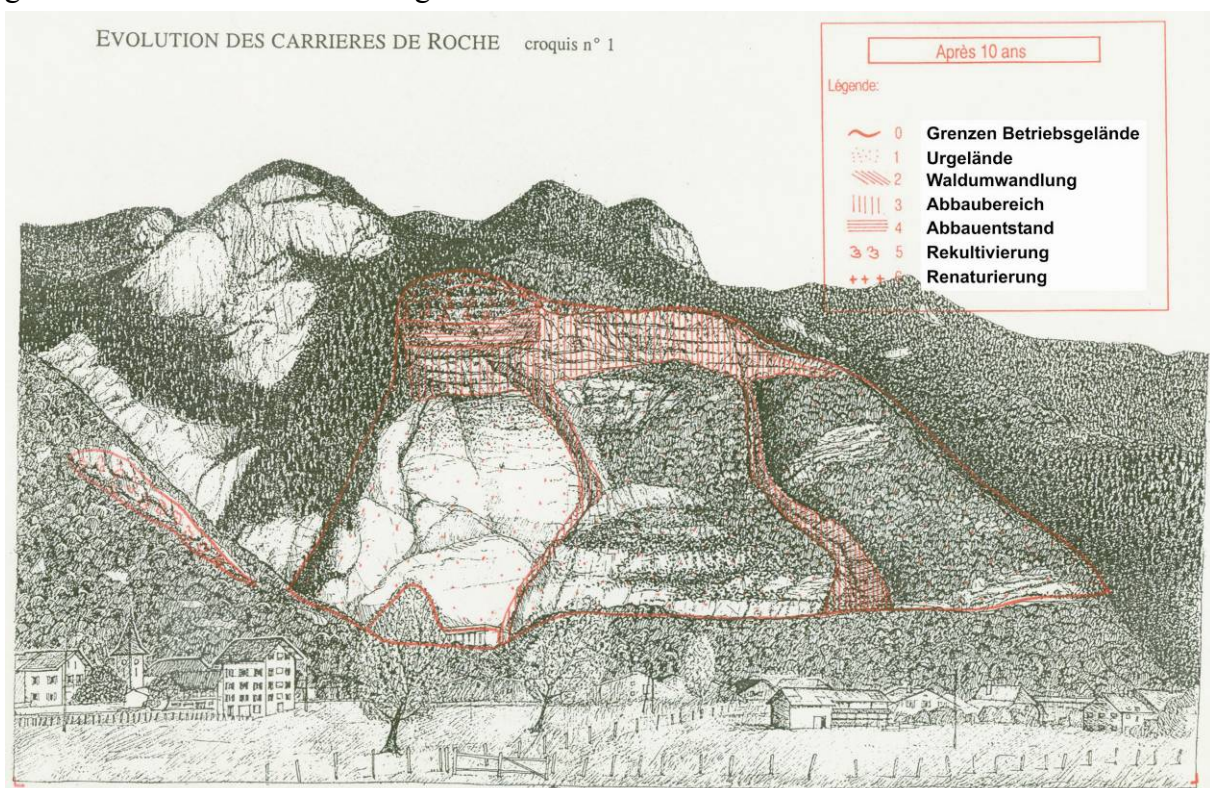 EVOLUTION DES CARRIERES DE ROCHE croquis n° 1
Après 10 ans
Légende:
0 Grenzen Betriebsgelände
1 Urgelände
2 Waldumwandlung
3 Abbaubereich
4 Abbauentstand
5 Rekultivierung
6 Renaturierung